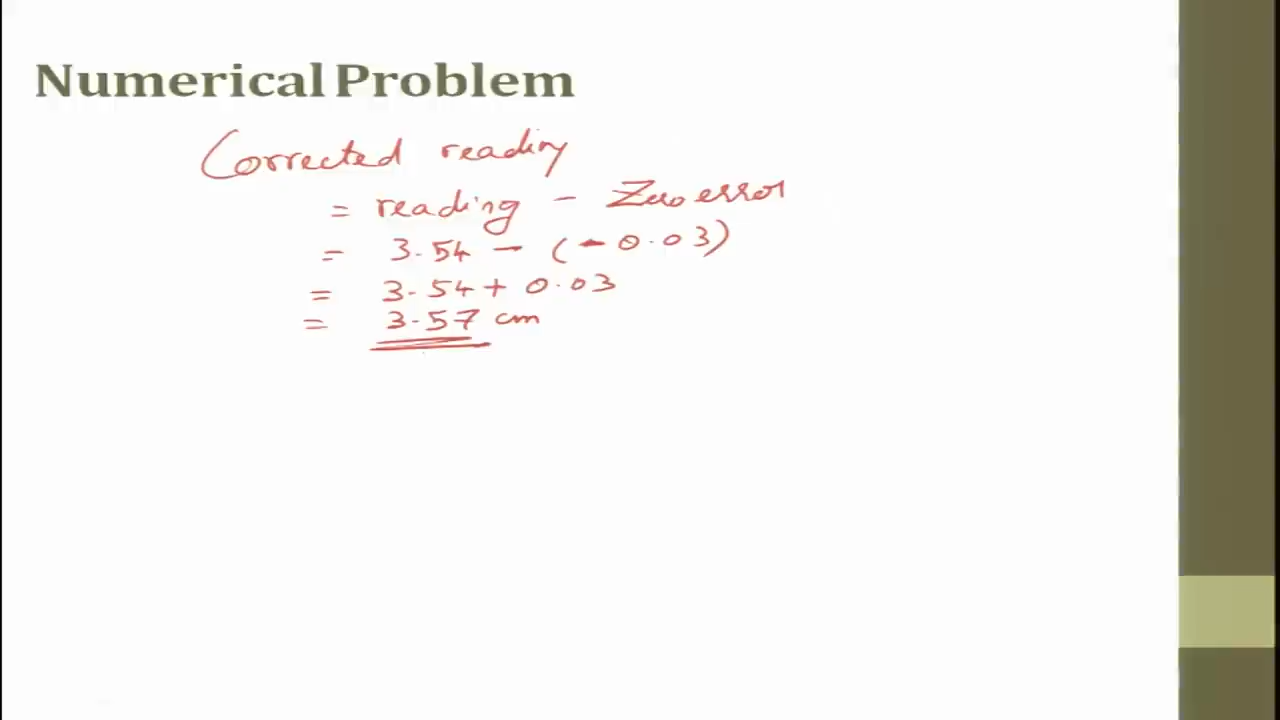 Numerical Problem
Corrected reading
= reading - Zero error
= 3.54 - (-0.03)
= 3.54 + 0.03
= 3.57 cm